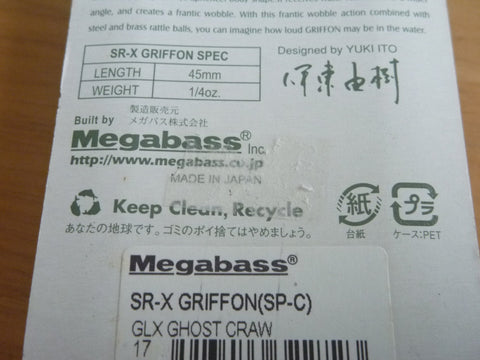 angle, and creates a frantic wobble. With this frantic wobble action combined with
steel and brass rattle balls, you can imagine how loud GRIFFON may be in the water.
SR-X GRIFFON SPEC
LENGTH 45mm
WEIGHT 1/4oz.
Designed by YUKI ITO
伊東由樹
製造販売元
Built by メガバス株式会社
Megabass® Inc.
http://www.megabass.co.jp
MADE IN JAPAN
Keep Clean, Recycle
あなたの地球です。ゴミのポイ捨てはやめましょう。
紙
台紙
プラ
ケース:PET
Megabass®
SR-X GRIFFON(SP-C)
GLX GHOST CRAW
17